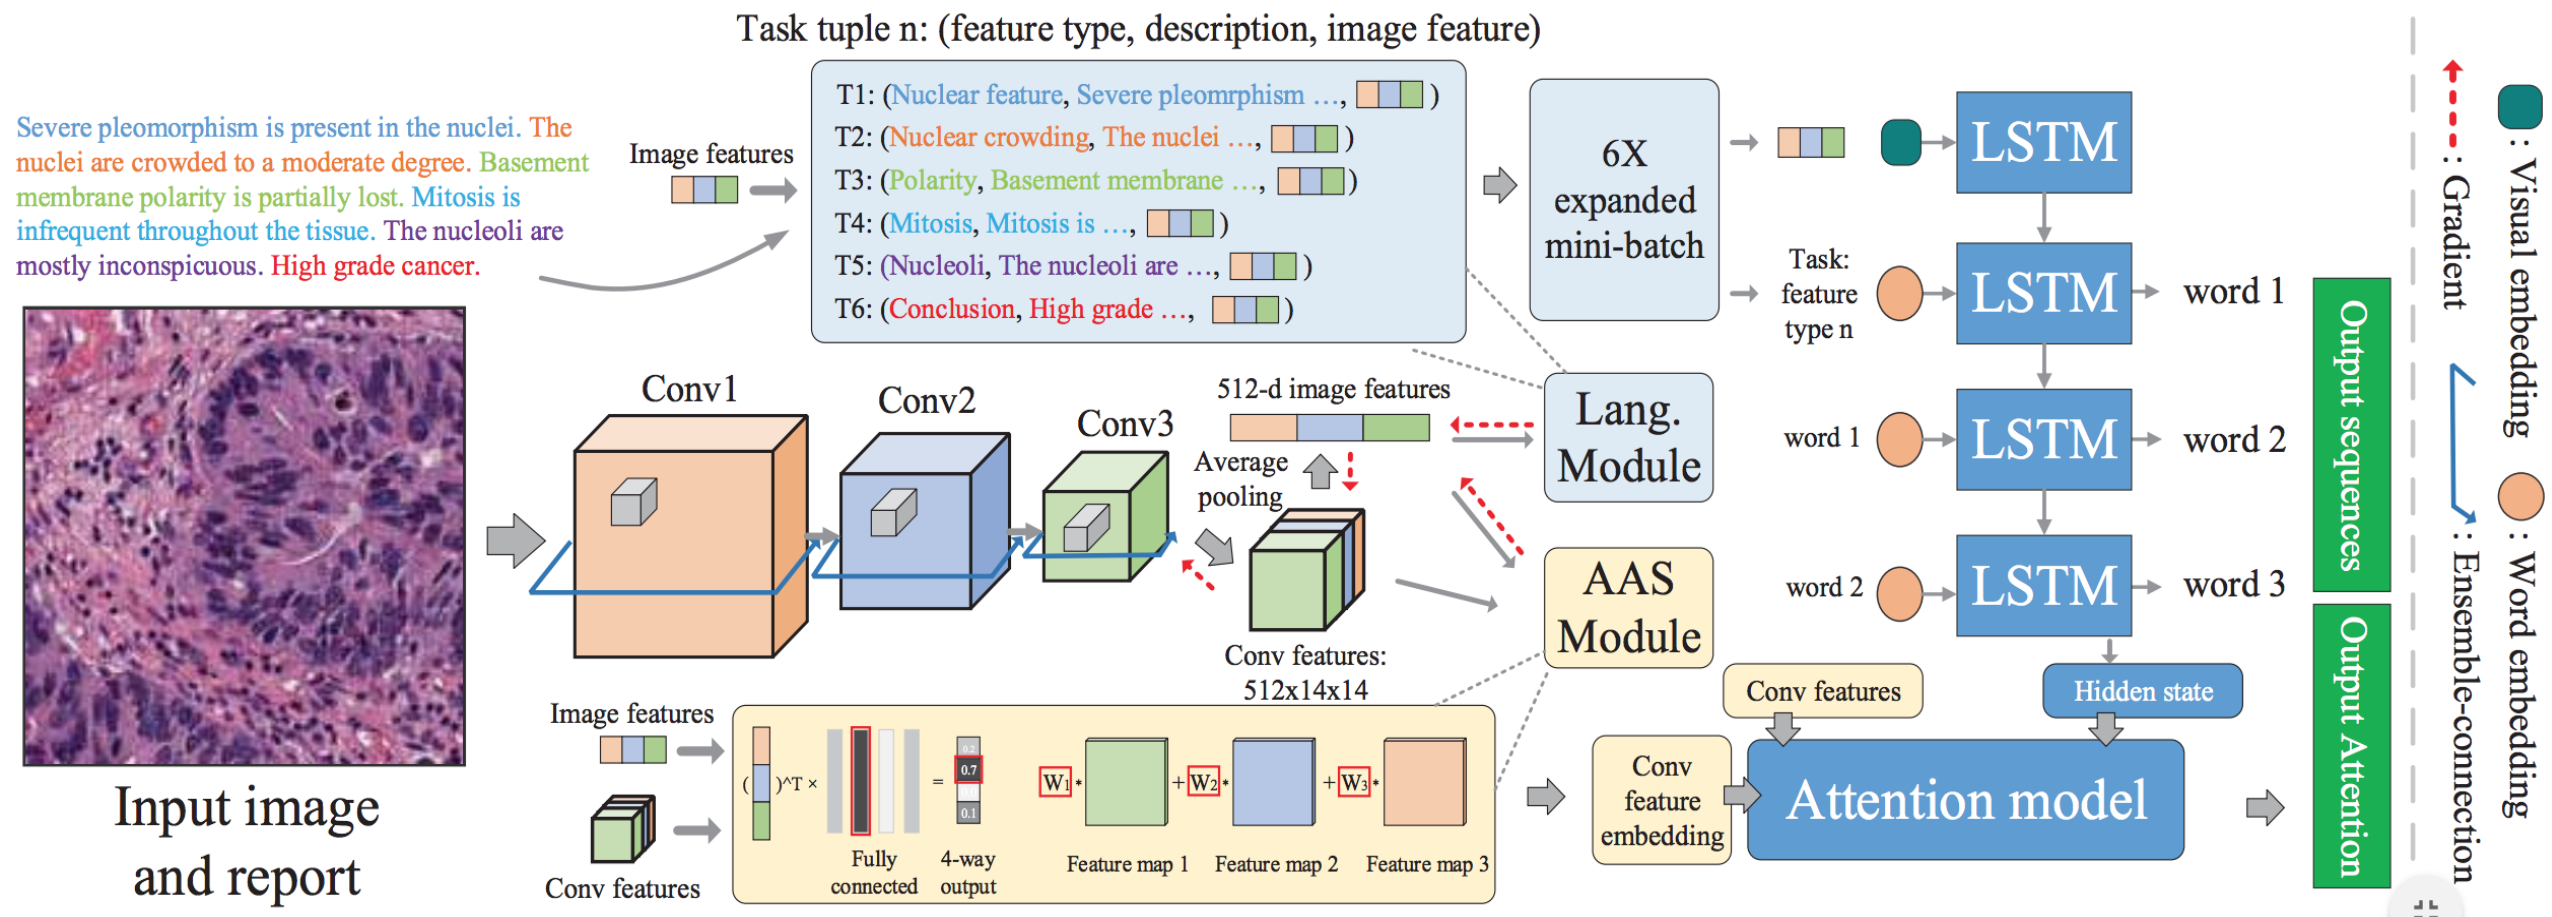 Task tuple n: (feature type, description, image feature)
Severe pleomorphism is present in the nuclei. The
nuclei are crowded to a moderate degree. Basement
membrane polarity is partially lost. Mitosis is
infrequent throughout the tissue. The nucleoli are
mostly inconspicuous. High grade cancer.
Input image
and report
Image features
T1: (Nuclear feature, Severe pleomrphism …, )
T2: (Nuclear crowding, The nuclei …, )
T3: (Polarity, Basement membrane …, )
T4: (Mitosis, Mitosis is …, )
T5: (Nucleoli, The nucleoli are …, )
T6: (Conclusion, High grade …, )
6X
expanded
mini-batch
Conv1
Conv2
Conv3
512-d image features
Average
pooling
Conv features:
512x14x14
Lang.
Module
AAS
Module
Image features
Conv features
( )^T ×
Fully
connected
=
0.2
0.7
0.1
4-way
output
W1 * + W2 * + W3 *
Feature map 1
Feature map 2
Feature map 3
Conv
feature
embedding
LSTM
Task:
feature
type n
LSTM
word 1
word 1
LSTM
word 2
word 2
LSTM
word 3
Conv features
Hidden state
Attention model
Output sequences
Output Attention
: Gradient
: Ensemble-connection
: Visual embedding
: Word embedding